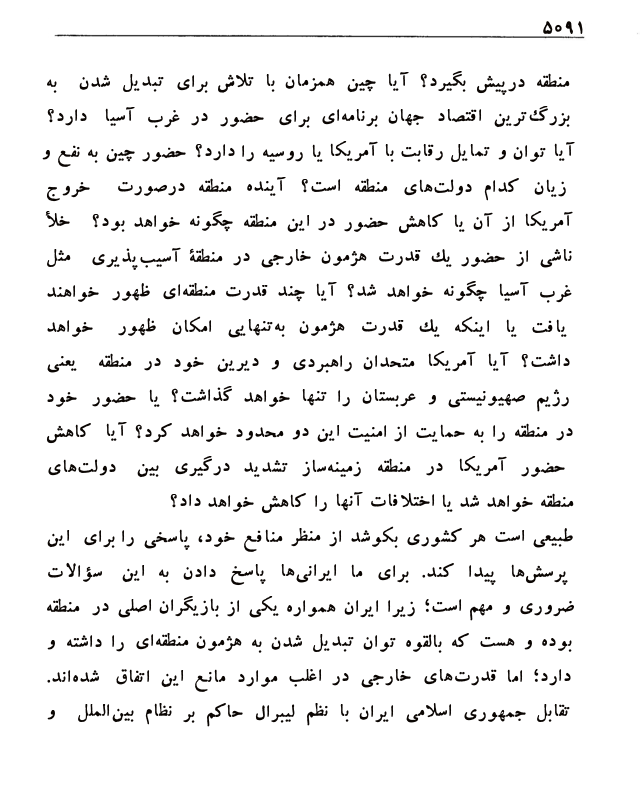 ۵۰۹۱
منطقه درپیش بگیرد؟ آیا چین همزمان با تلاش برای تبدیل شدن به
بزرگ‌ترین اقتصاد جهان برنامه‌ای برای حضور در غرب آسیا دارد؟
آیا توان و تمایل رقابت با آمریکا یا روسیه را دارد؟ حضور چین به نفع و
زیان کدام دولت‌های منطقه است؟ آینده منطقه درصورت خروج
آمریکا از آن یا کاهش حضور در این منطقه چگونه خواهد بود؟ خلأ
ناشی از حضور یك قدرت هژمون خارجی در منطقهٔ آسیب‌پذیری مثل
غرب آسیا چگونه خواهد شد؟ آیا چند قدرت منطقه‌ای ظهور خواهند
یافت یا اینکه یك قدرت هژمون به‌تنهایی امکان ظهور خواهد
داشت؟ آیا آمریکا متحدان راهبردی و دیرین خود در منطقه یعنی
رژیم صهیونیستی و عربستان را تنها خواهد گذاشت؟ یا حضور خود
در منطقه را به حمایت از امنیت این دو محدود خواهد کرد؟ آیا کاهش
حضور آمریکا در منطقه زمینه‌ساز تشدید درگیری بین دولت‌های
منطقه خواهد شد یا اختلافات آنها را کاهش خواهد داد؟
طبیعی است هر کشوری بکوشد از منظر منافع خود، پاسخی را برای این
پرسش‌ها پیدا کند. برای ما ایرانی‌ها پاسخ دادن به این سؤالات
ضروری و مهم است؛ زیرا ایران همواره یکی از بازیگران اصلی در منطقه
بوده و هست که بالقوه توان تبدیل شدن به هژمون منطقه‌ای را داشته و
دارد؛ اما قدرت‌های خارجی در اغلب موارد مانع این اتفاق شده‌اند.
تقابل جمهوری اسلامی ایران با نظم لیبرال حاکم بر نظام بین‌الملل و